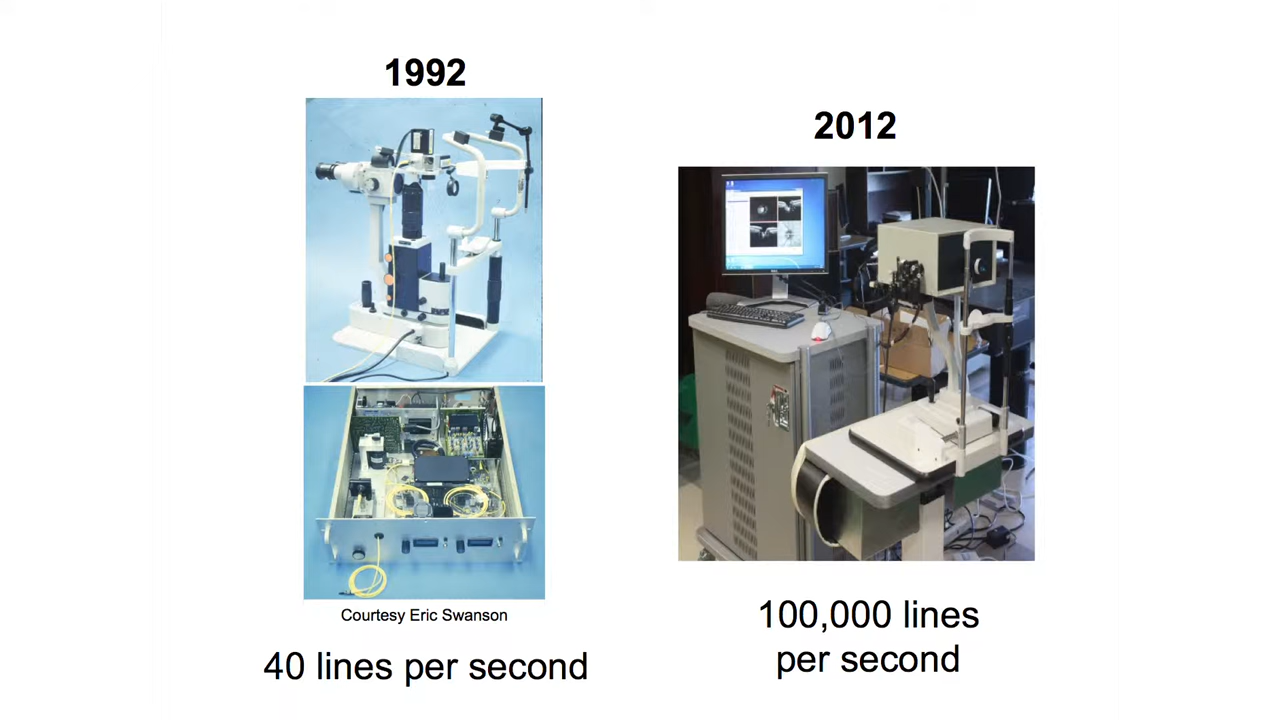 1992
Courtesy Eric Swanson
40 lines per second
2012
100,000 lines
per second